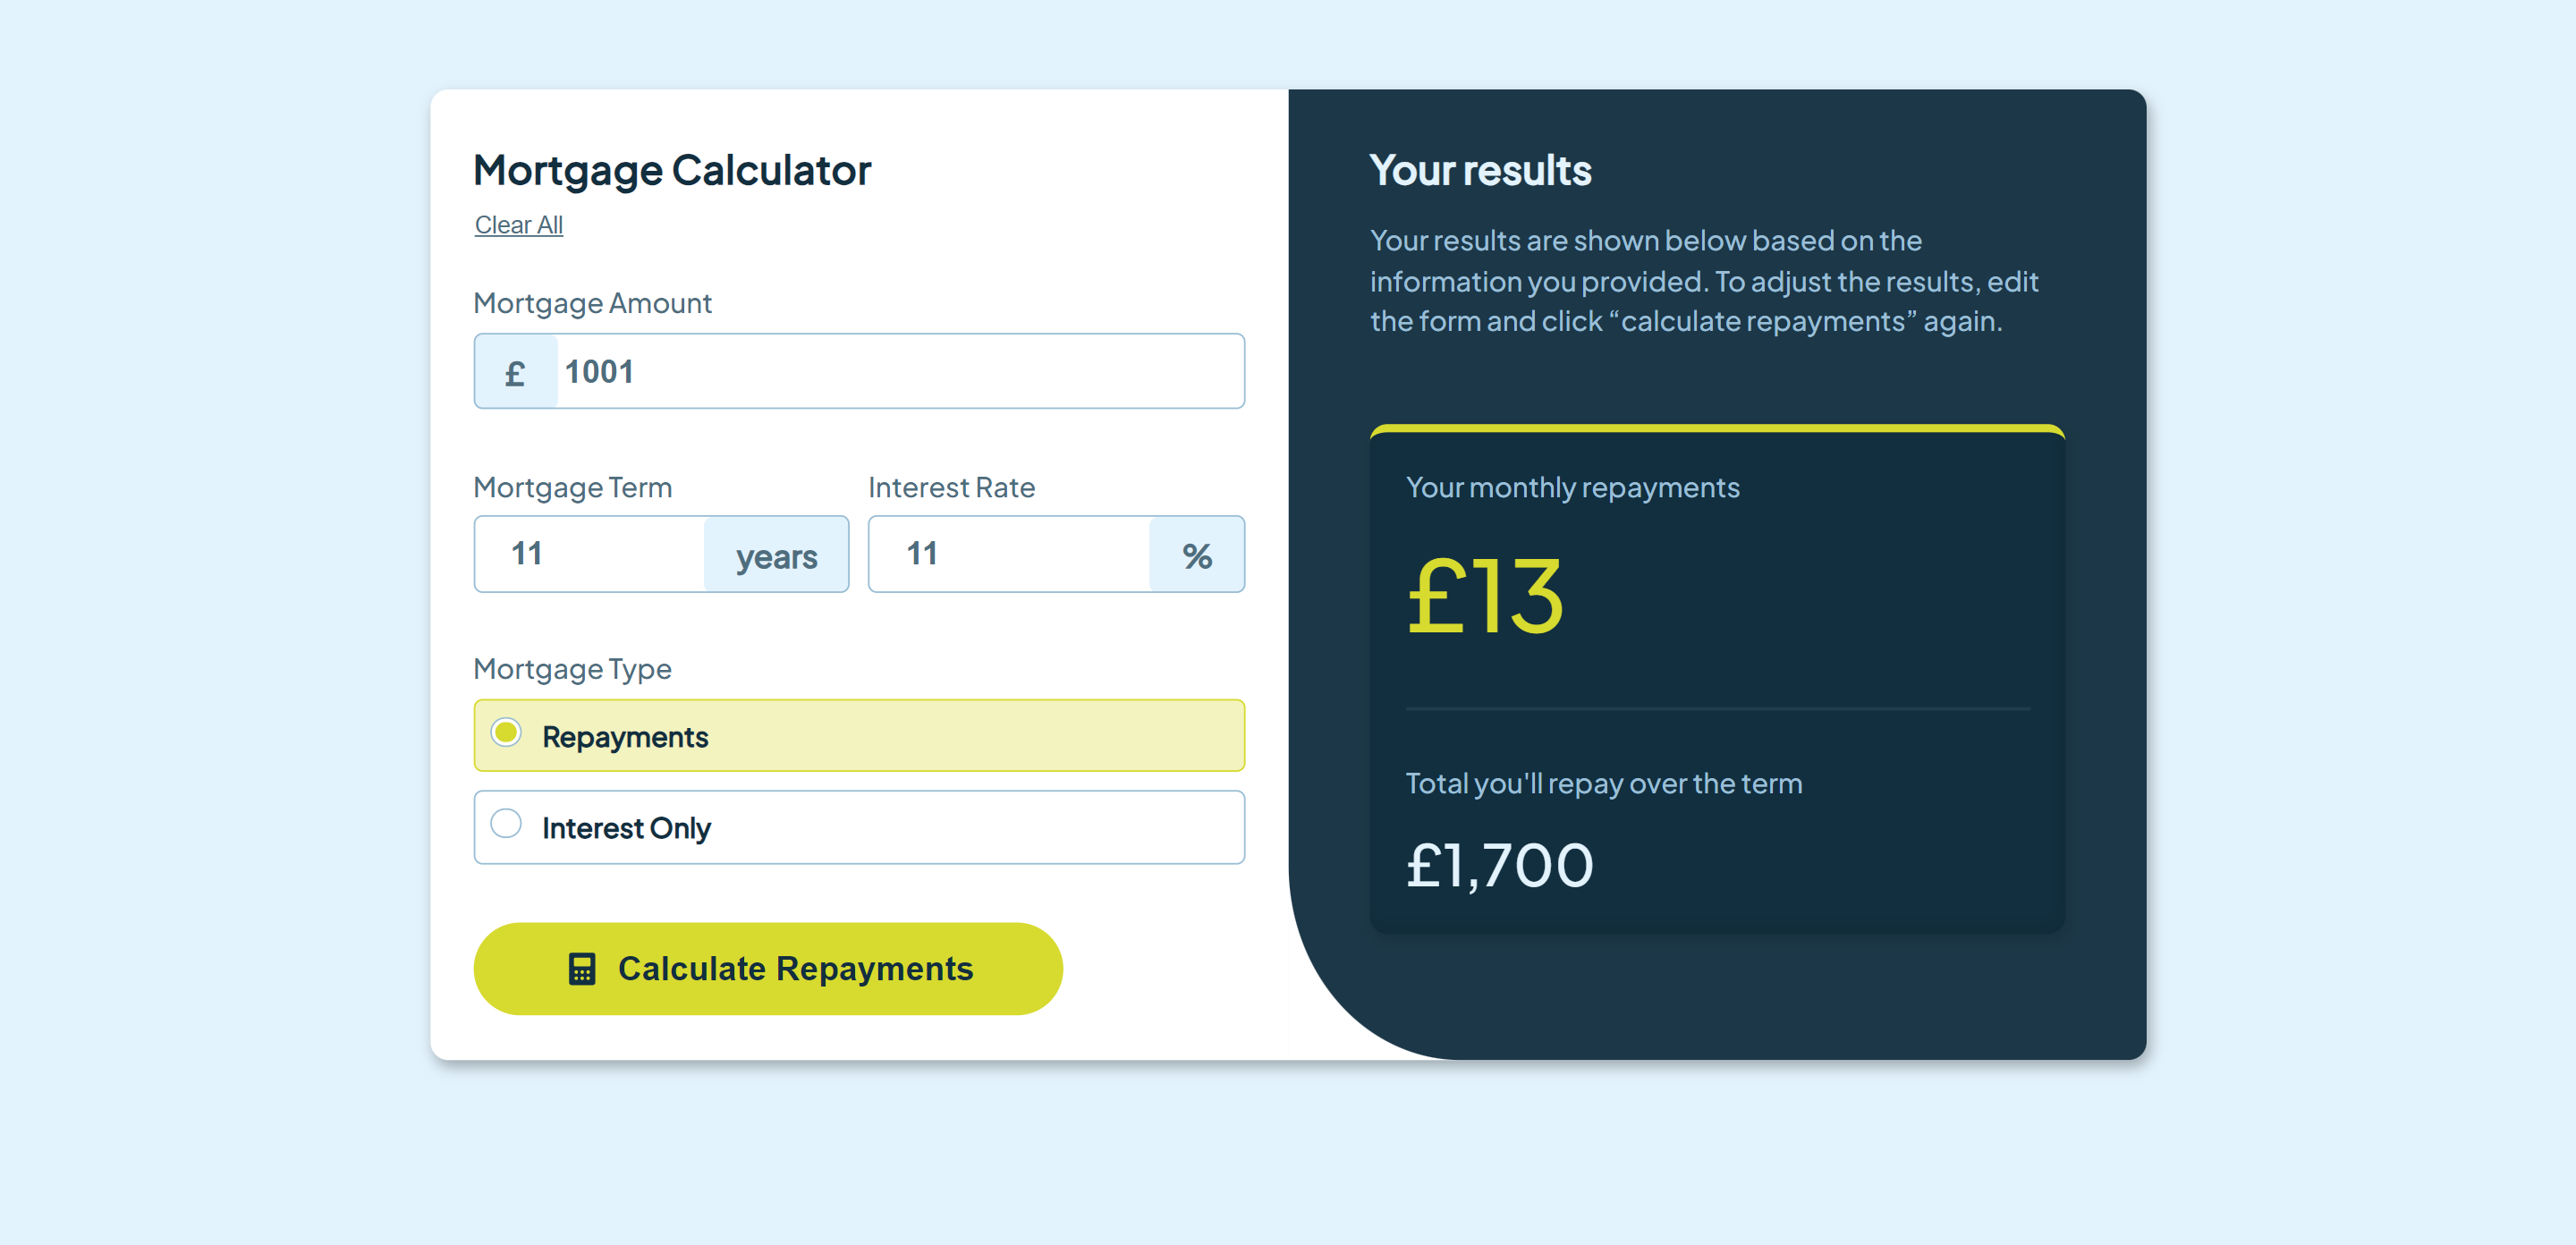 Mortgage Calculator
Clear All
Mortgage Amount
£ 1001
Mortgage Term
11 years
Interest Rate
11 %
Mortgage Type
Repayments
Interest Only
Calculate Repayments
Your results
Your results are shown below based on the
information you provided. To adjust the results, edit
the form and click “calculate repayments” again.
Your monthly repayments
£13
Total you'll repay over the term
£1,700